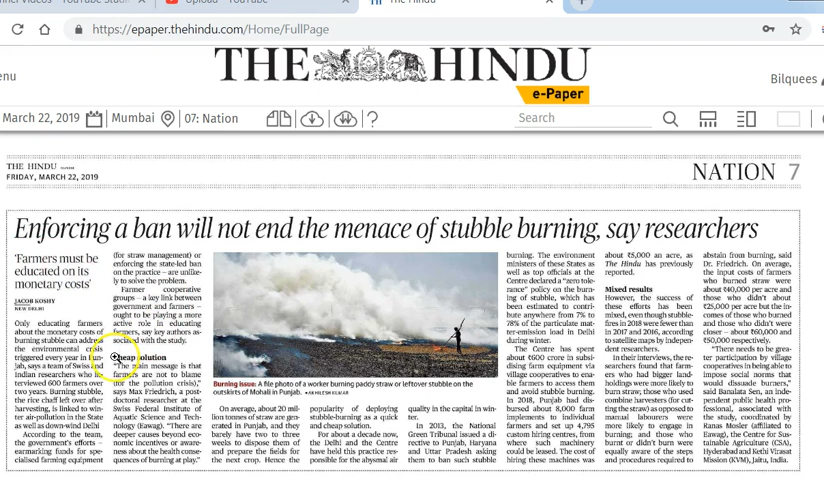 The Hindu
https://epaper.thehindu.com/Home/FullPage
enu
THE HINDU
e-Paper
Bilquees
March 22, 2019
Mumbai
07: Nation
?
Search
THE HINDU
FRIDAY, MARCH 22, 2019
NATION 7
Enforcing a ban will not end the menace of stubble burning, say researchers
'Farmers must be
educated on its
monetary costs'
JACOB KOSHY
NEW DELHI
Only educating farmers
about the monetary costs of
burning stubble can address
the environmental crisis
triggered every year in Pun-
jab, says a team of Swiss and
Indian researchers who in-
terviewed 600 farmers over
two years. Burning stubble,
the rice chaff left over after
harvesting, is linked to win-
ter air-pollution in the State
as well as down-wind Delhi
According to the team,
the government's efforts –
earmarking funds for spe-
cialised farming equipment
(for straw management) or
enforcing the state-led ban
on the practice – are unlike-
ly to solve the problem.
Farmer cooperative
groups – a key link between
government and farmers –
ought to be playing a more
active role in educating
farmers, say key authors as-
sociated with the study.
Cheap solution
"The main message is that
farmers are not to blame
(for the pollution crisis),"
says Max Friedrich, a post-
doctoral researcher at the
Swiss Federal Institute of
Aquatic Science and Tech-
nology (Eawag). "There are
deeper causes beyond eco-
nomic incentives or aware-
ness about the health conse-
quences of burning at play."
Burning issue: A file photo of a worker burning paddy straw or leftover stubble on the
outskirts of Mohali in Punjab.
On average, about 20 mil-
lion tonnes of straw are gen-
erated in Punjab, and they
barely have two to three
weeks to dispose them of
and prepare the fields for
the next crop. Hence the
popularity of deploying
stubble-burning as a quick
and cheap solution.
For about a decade now,
the Delhi and the Centre
have held this practice res-
ponsible for the abysmal air
quality in the capital in win-
ter.
In 2013, the National
Green Tribunal issued a di-
rective to Punjab, Haryana
and Uttar Pradesh asking
them to ban such stubble
burning. The environment
ministers of these States as
well as top officials at the
Centre declared a "zero tole-
rance" policy on the burn-
ing of stubble, which has
been estimated to contri-
bute anywhere from 7% to
78% of the particulate mat-
ter-emission load in Delhi
during winter.
The Centre has spent
about ₹600 crore in subsi-
dising farm equipment via
village cooperatives to ena-
ble farmers to access them
and avoid stubble burning.
In 2018, Punjab had dis-
bursed about 8,000 farm
implements to individual
farmers and set up 4,795
custom hiring centres, from
where such machinery
could be leased. The cost of
hiring these machines was
about ₹5,000 an acre, as
The Hindu has previously
reported.
Mixed results
However, the success of
these efforts has been
mixed, even though stubble-
fires in 2018 were fewer than
in 2017 and 2016, according
to satellite maps by indepen-
dent researchers.
In their interviews, the re-
searchers found that farm-
ers who had bigger land-
holdings were more likely to
burn straw; those who used
combine harvesters (for cut-
ting the straw) as opposed to
manual labourers were
more likely to engage in
burning; and those who
burnt or didn't burn were
equally aware of the steps
and procedures required to
abstain from burning, said
Dr. Friedrich. On average,
the input costs of farmers
who burned straw were
about ₹40,000 per acre and
those who didn't about
₹25,000 per acre but the in-
comes of those who burned
and those who didn't were
closer – about ₹60,000 and
₹50,000 respectively.
"There needs to be great-
er participation by village
cooperatives in being able to
impose social norms that
would dissuade burners,"
said Banalata Sen, an inde-
pendent public health pro-
fessional, associated with
the study, coordinated by
Ranas Mosler (affiliated to
Eawag), the Centre for Sus-
tainable Agriculture (CSA),
Hyderabad and Kethi Virasat
Mission (KVM), Jaitu, India.